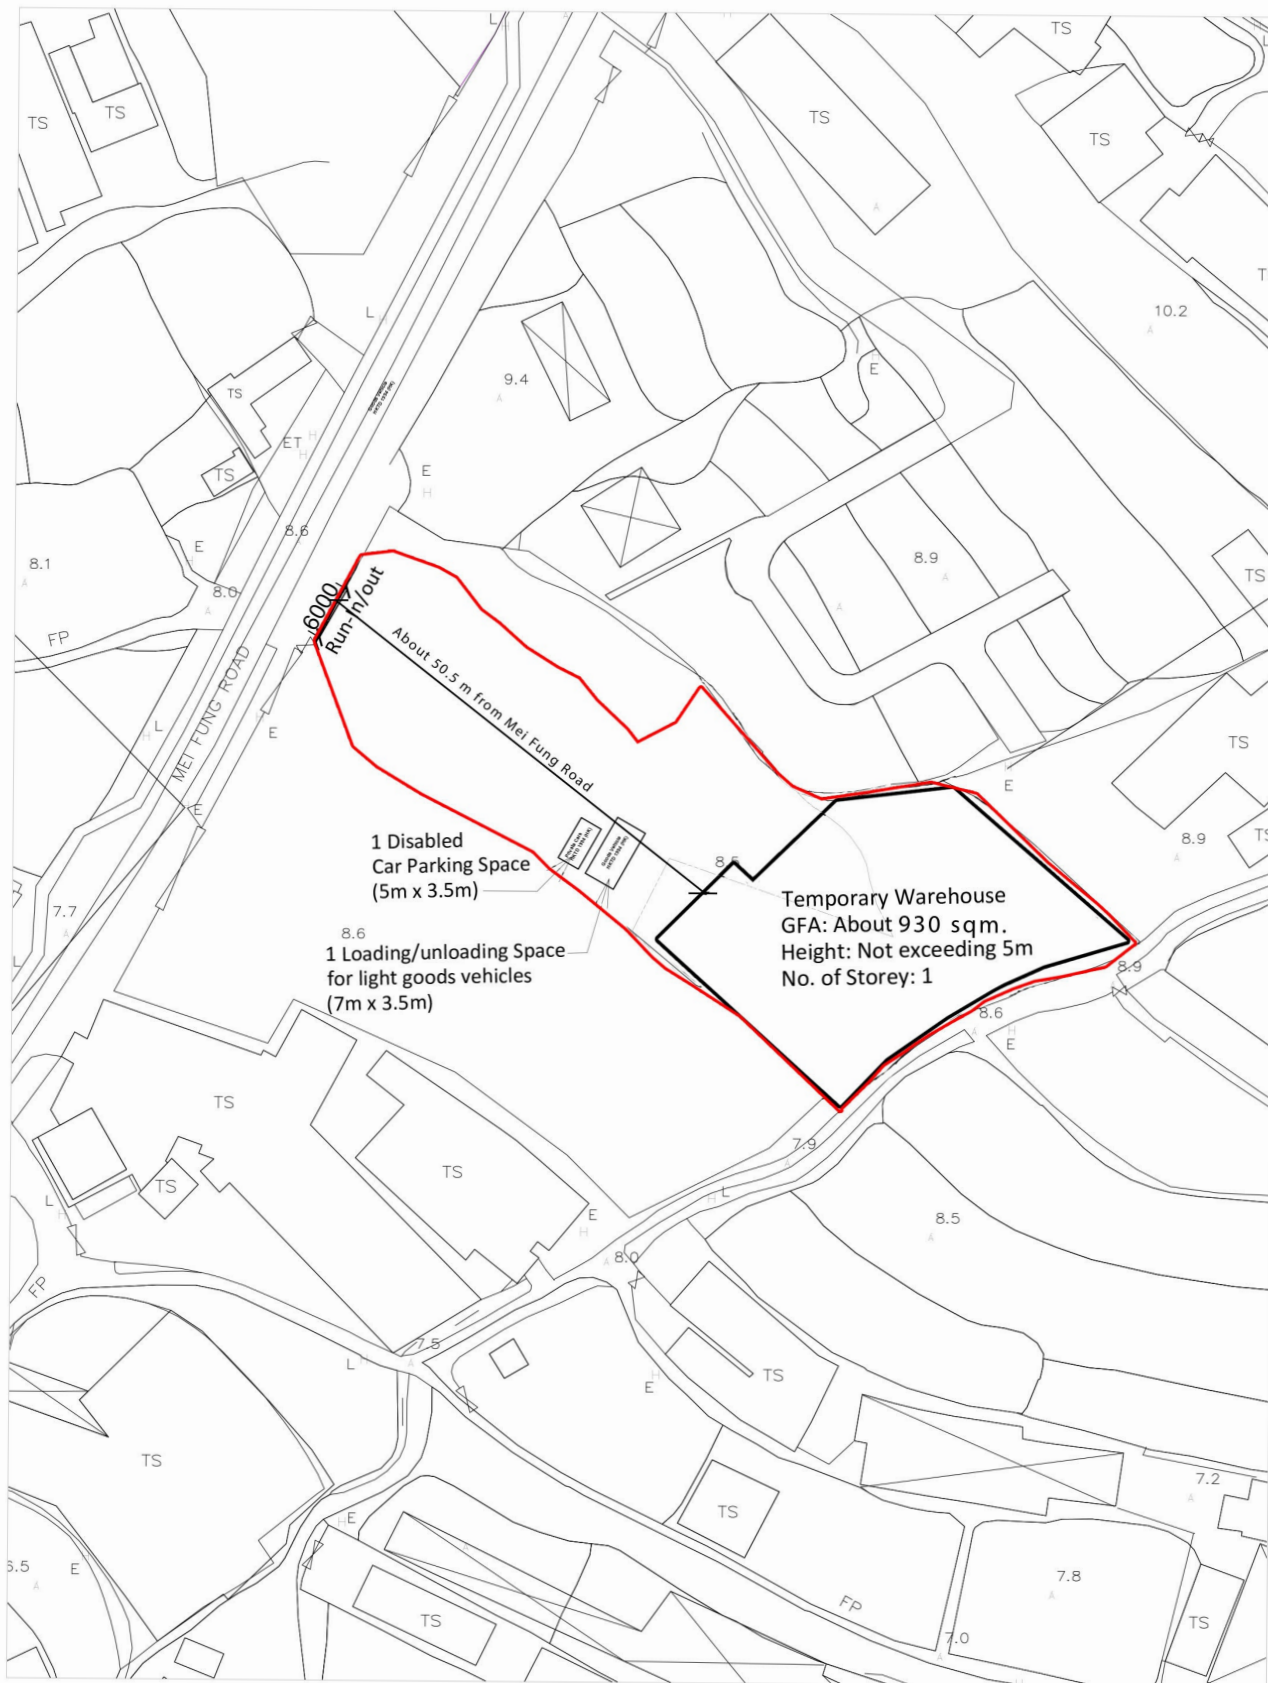 L
TS
TS
TS
TS
TS
10.2
L
9.4
E
TS
ET
TS
E
8.6
E
8.9
8.1
8.0
TS
FP
6000
Run-in/out
About 50.5 m from Mei Fung Road
MEI FUNG ROAD
L
E
E
TS
E
8.9
TS
1 Disabled
Car Parking Space
(5m x 3.5m)
8.5
Temporary Warehouse
GFA: About 930 sqm.
Height: Not exceeding 5m
No. of Storey: 1
7.7
8.6
1 Loading/unloading Space
for light goods vehicles
(7m x 3.5m)
L
8.9
8.6
E
TS
7.9
TS
TS
L
L
E
8.5
8.0
FP
7.5
L
E
TS
TS
7.2
TS
E
6.5
E
7.8
FP
TS
TS
7.0